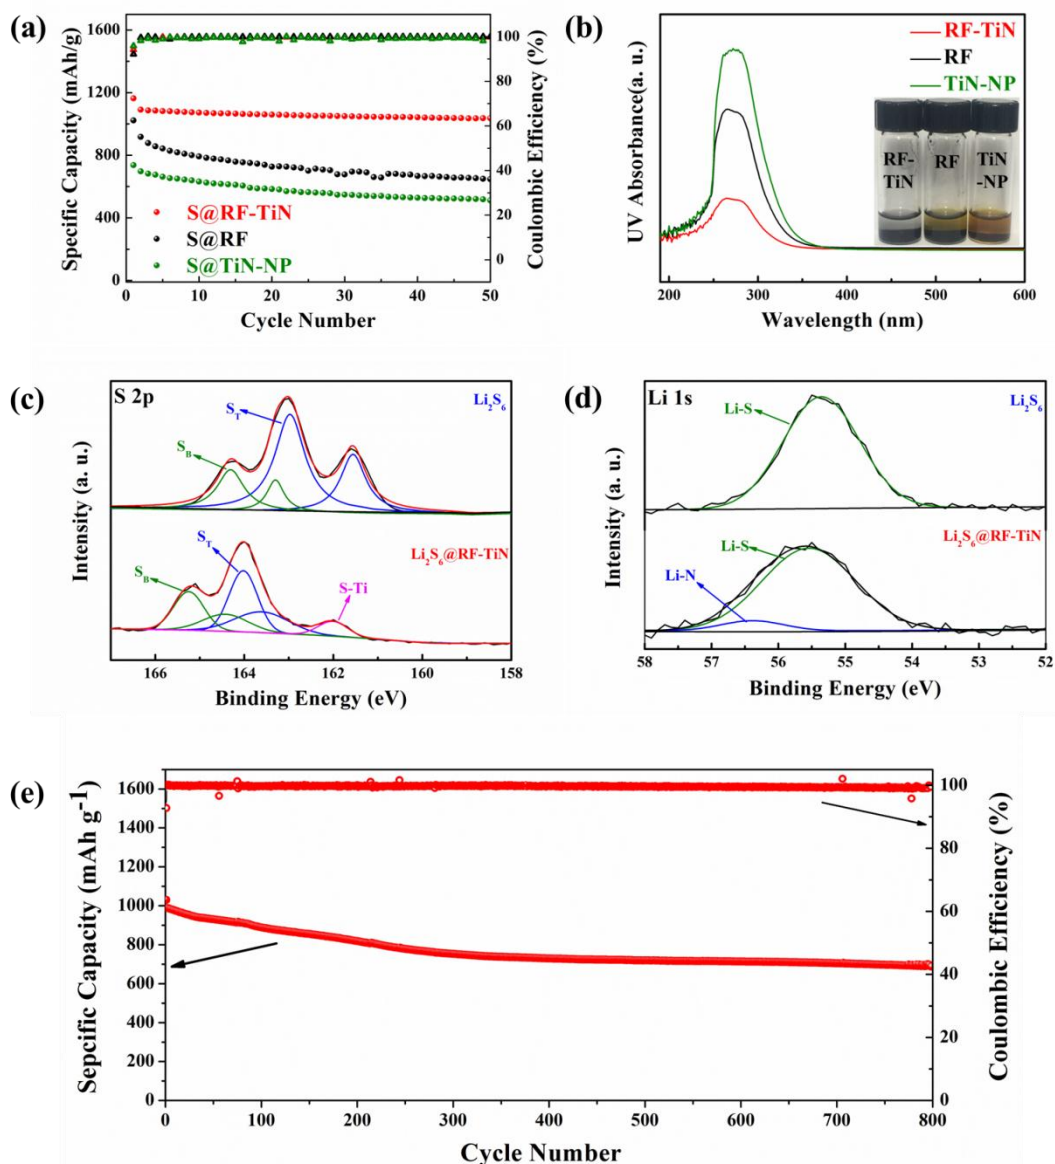 (a)
Specific Capacity (mAh/g)
1600
1200
800
400
0
100
80
60
40
20
0
Coulombic Efficiency (%)
S@RF-TiN
S@RF
S@TiN-NP
0 10 20 30 40 50
Cycle Number
(b)
UV Absorbance(a. u.)
RF-TiN
RF
TiN-NP
RF-
TiN
RF
TiN
-NP
200 300 400 500 600
Wavelength (nm)
(c)
S 2p
Intensity (a. u.)
Li2S6
ST
SB
Li2S6@RF-TiN
ST
SB
S-Ti
166 164 162 160 158
Binding Energy (eV)
(d)
Li 1s
Intensity (a. u.)
Li2S6
Li-S
Li2S6@RF-TiN
Li-S
Li-N
58 57 56 55 54 53 52
Binding Energy (eV)
(e)
Sepcific Capacity (mAh g-1)
1600
1400
1200
1000
800
600
400
200
0
100
80
60
40
20
0
Coulombic Efficiency (%)
0 100 200 300 400 500 600 700 800
Cycle Number